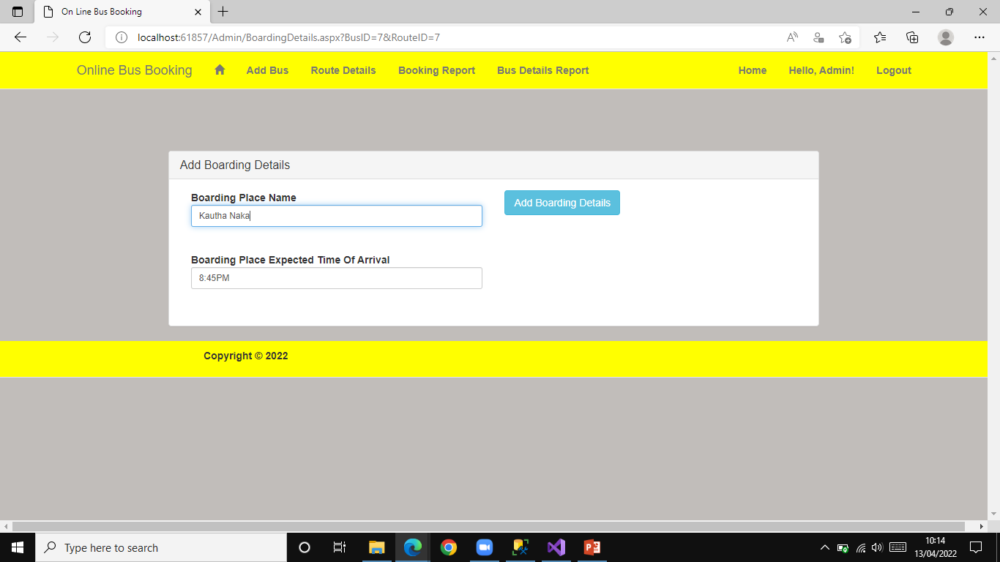 On Line Bus Booking
localhost:61857/Admin/BoardingDetails.aspx?BusID=7&RouteID=7
Online Bus Booking Add Bus Route Details Booking Report Bus Details Report Home Hello, Admin! Logout
Add Boarding Details
Boarding Place Name
Add Boarding Details
Kautha Naka
Boarding Place Expected Time Of Arrival
8:45PM
Copyright © 2022
Type here to search
10:14
13/04/2022